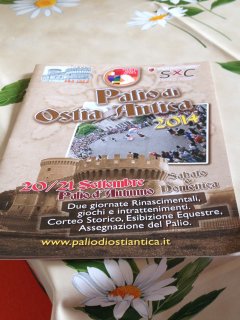 SXC
Palio di
Ostia Antica
2014
20/21 Settembre
Palio d'Autunno
Sabato
&
Domenica
Due giornate Rinascimentali,
giochi e intrattenimenti.
Corteo Storico, Esibizione Equestre,
Assegnazione del Palio.
www.paliodiostiantica.it